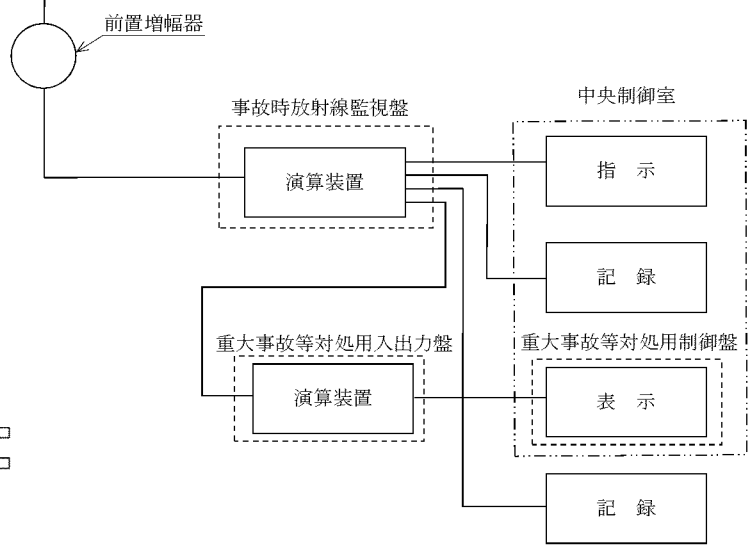 前置増幅器
中央制御室
事故時放射線監視盤
指 示
演算装置
記 録
重大事故等対処用入出力盤
重大事故等対処用制御盤
演算装置
表 示
記 録